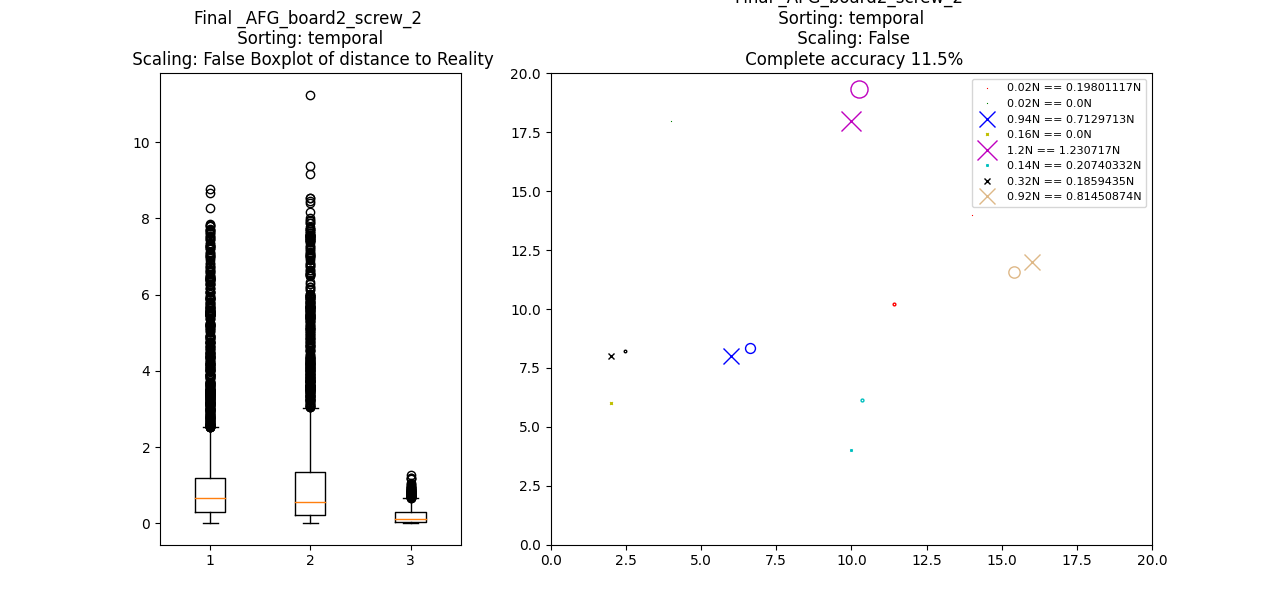 Final _AFG_board2_screw_2
Sorting: temporal
Scaling: False Boxplot of distance to Reality
10
8
6
4
2
0
1 2 3
Final _AFG_board2_screw_2
Sorting: temporal
Scaling: False
Complete accuracy 11.5%
20.0
17.5
15.0
12.5
10.0
7.5
5.0
2.5
0.0
0.0 2.5 5.0 7.5 10.0 12.5 15.0 17.5 20.0
0.02N == 0.19801117N
0.02N == 0.0N
0.94N == 0.7129713N
0.16N == 0.0N
1.2N == 1.230717N
0.14N == 0.20740332N
0.32N == 0.1859435N
0.92N == 0.81450874N